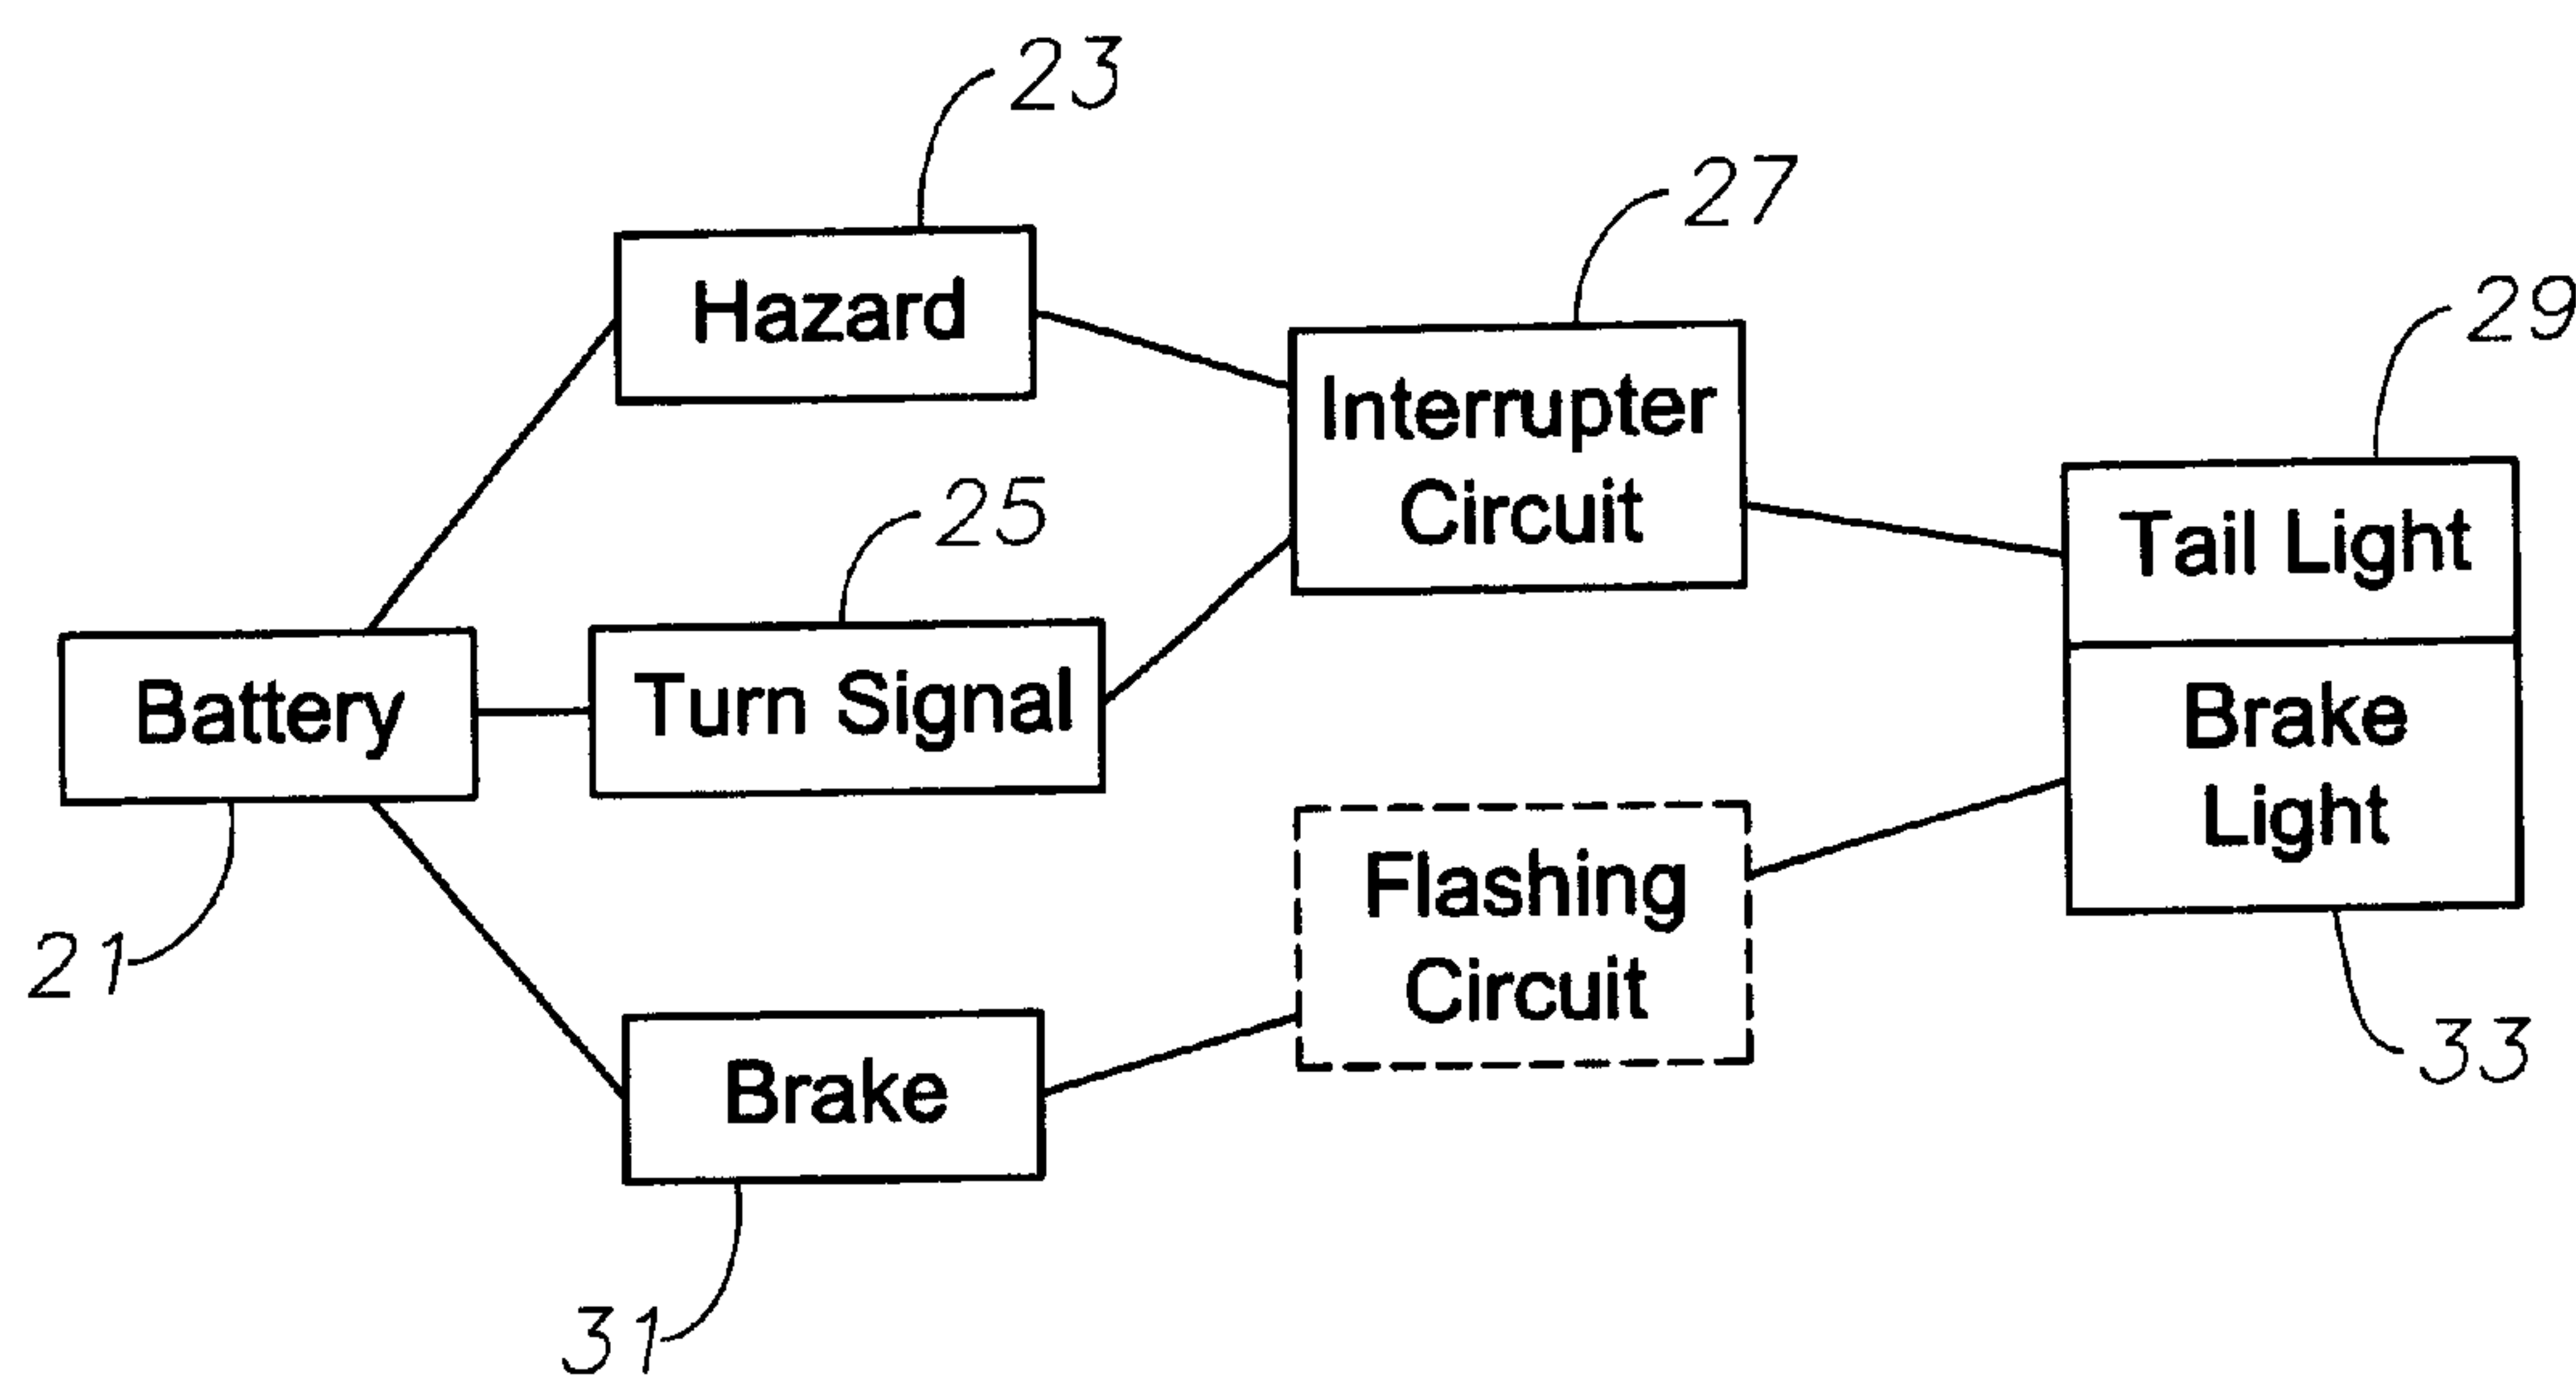 23
Hazard
27
Interrupter
Circuit
29
Tail Light
25
Turn Signal
Battery
21
Brake
Light
33
Flashing
Circuit
Brake
31